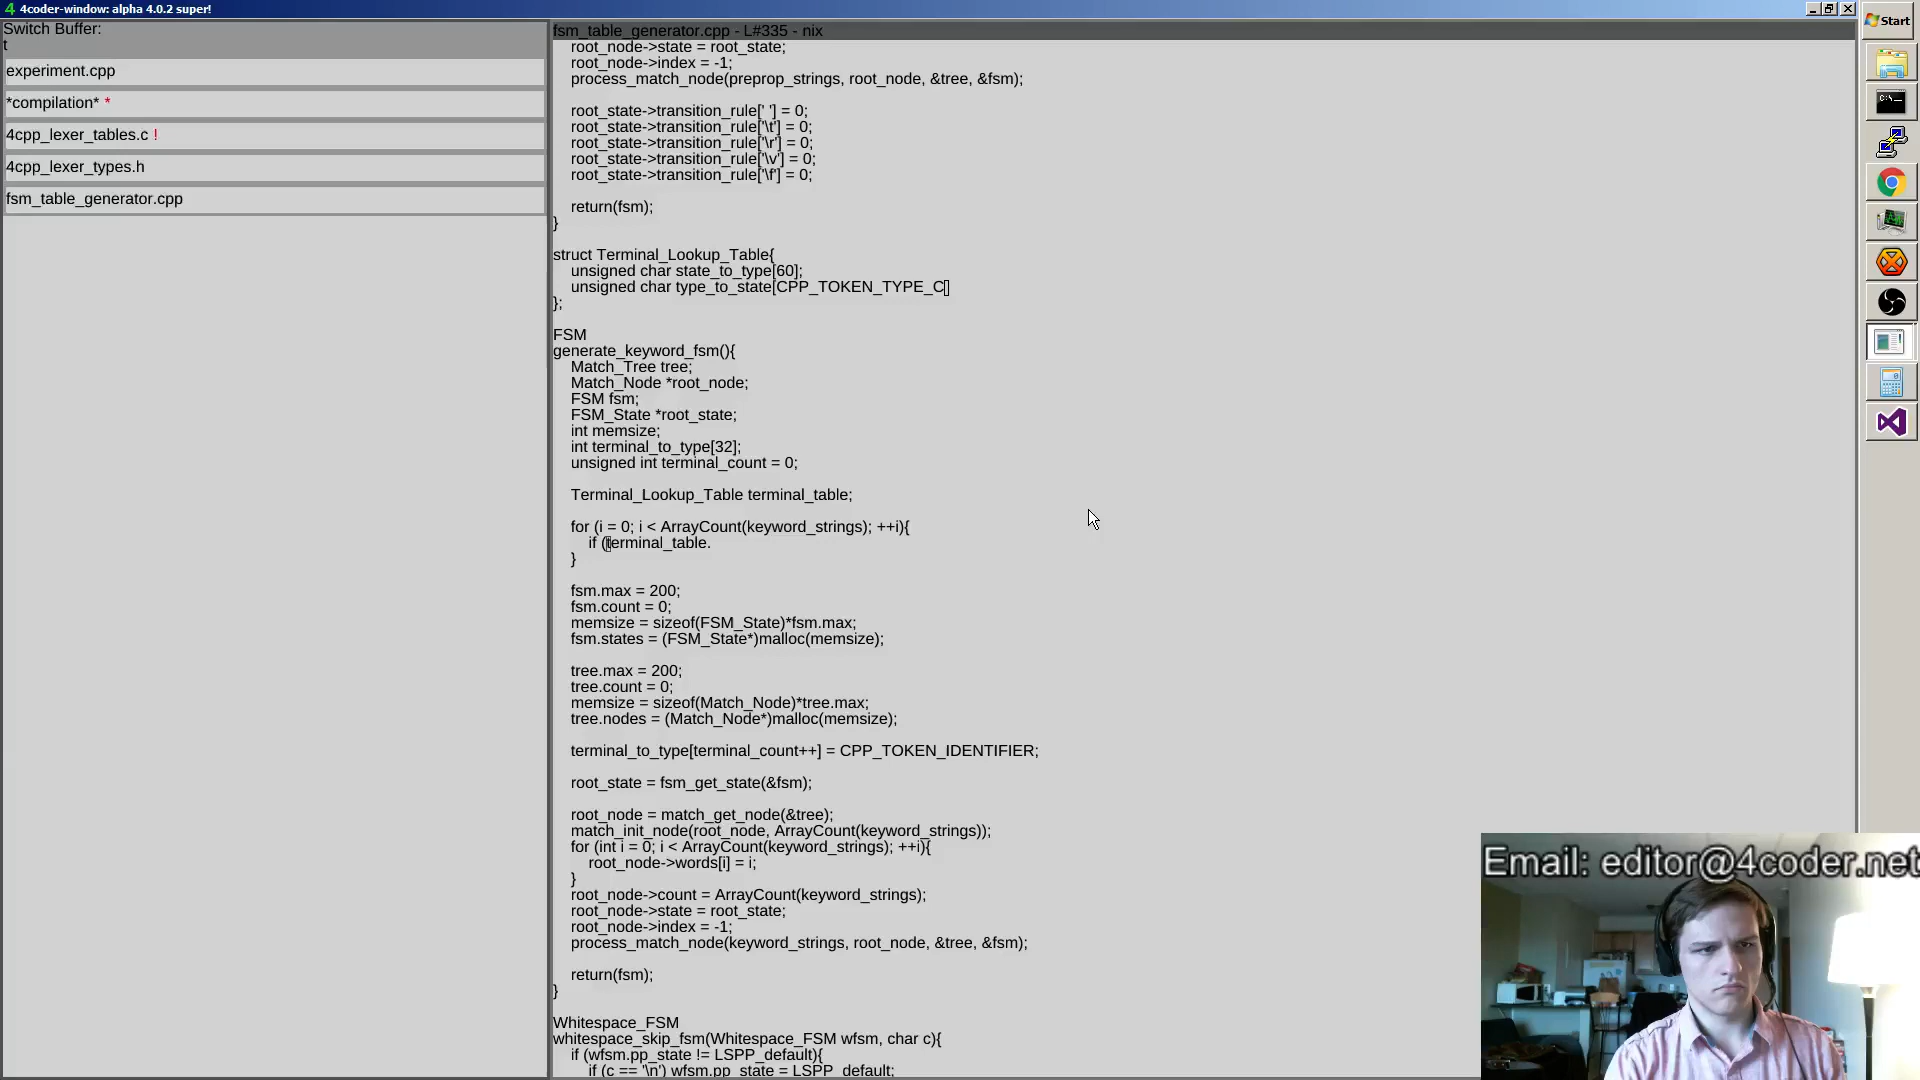 4coder-window: alpha 4.0.2 super!
Start
Switch Buffer:
t
experiment.cpp
*compilation* *
4cpp_lexer_tables.c !
4cpp_lexer_types.h
fsm_table_generator.cpp
fsm_table_generator.cpp - L#335 - nix
root_node->state = root_state;
root_node->index = -1;
process_match_node(preprop_strings, root_node, &tree, &fsm);
root_state->transition_rule[' '] = 0;
root_state->transition_rule['\t'] = 0;
root_state->transition_rule['\r'] = 0;
root_state->transition_rule['\v'] = 0;
root_state->transition_rule['\f'] = 0;
return(fsm);
}
struct Terminal_Lookup_Table{
unsigned char state_to_type[60];
unsigned char type_to_state[CPP_TOKEN_TYPE_C]
};
FSM
generate_keyword_fsm(){
Match_Tree tree;
Match_Node *root_node;
FSM fsm;
FSM_State *root_state;
int memsize;
int terminal_to_type[32];
unsigned int terminal_count = 0;
Terminal_Lookup_Table terminal_table;
for (i = 0; i < ArrayCount(keyword_strings); ++i){
if (terminal_table.
}
fsm.max = 200;
fsm.count = 0;
memsize = sizeof(FSM_State)*fsm.max;
fsm.states = (FSM_State*)malloc(memsize);
tree.max = 200;
tree.count = 0;
memsize = sizeof(Match_Node)*tree.max;
tree.nodes = (Match_Node*)malloc(memsize);
terminal_to_type[terminal_count++] = CPP_TOKEN_IDENTIFIER;
root_state = fsm_get_state(&fsm);
root_node = match_get_node(&tree);
match_init_node(root_node, ArrayCount(keyword_strings));
for (int i = 0; i < ArrayCount(keyword_strings); ++i){
root_node->words[i] = i;
}
root_node->count = ArrayCount(keyword_strings);
root_node->state = root_state;
root_node->index = -1;
process_match_node(keyword_strings, root_node, &tree, &fsm);
return(fsm);
}
Whitespace_FSM
whitespace_skip_fsm(Whitespace_FSM wfsm, char c){
if (wfsm.pp_state != LSPP_default){
if (c == '\n') wfsm.pp_state = LSPP_default;
Email: editor@4coder.net